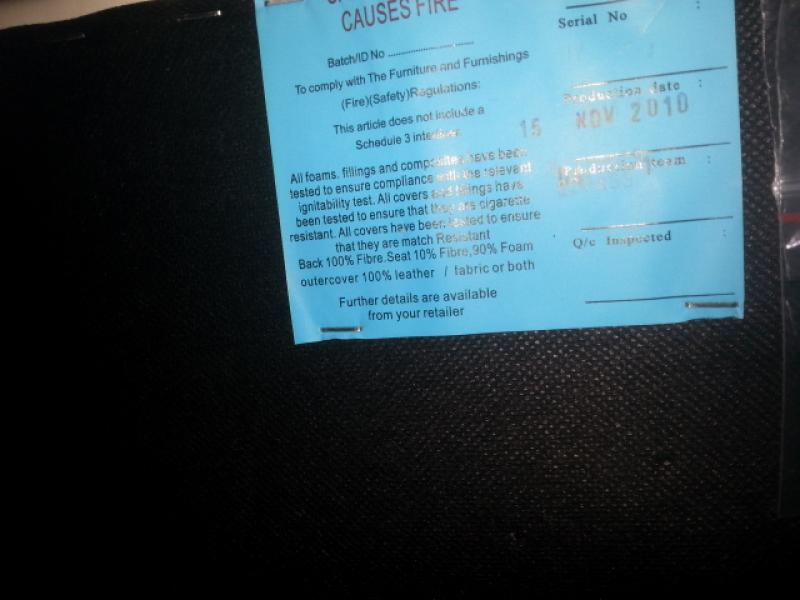 CAUSES FIRE
Batch/ID No ..............................
To comply with The Furniture and Furnishings
(Fire)(Safety)Regulations:
This article does not include a
Schedule 3 interliner.
All foams, fillings and composites have been
tested to ensure compliance with the relevant
ignitability test. All covers and fillings have
been tested to ensure that they are cigarette
resistant. All covers have been tested to ensure
that they are match Resistant
Back 100% Fibre.Seat 10% Fibre,90% Foam
outercover 100% leather / fabric or both
Further details are available
from your retailer
Serial No :
Production date :
15 NOV 2010
Production team :
Q/c Inspected :